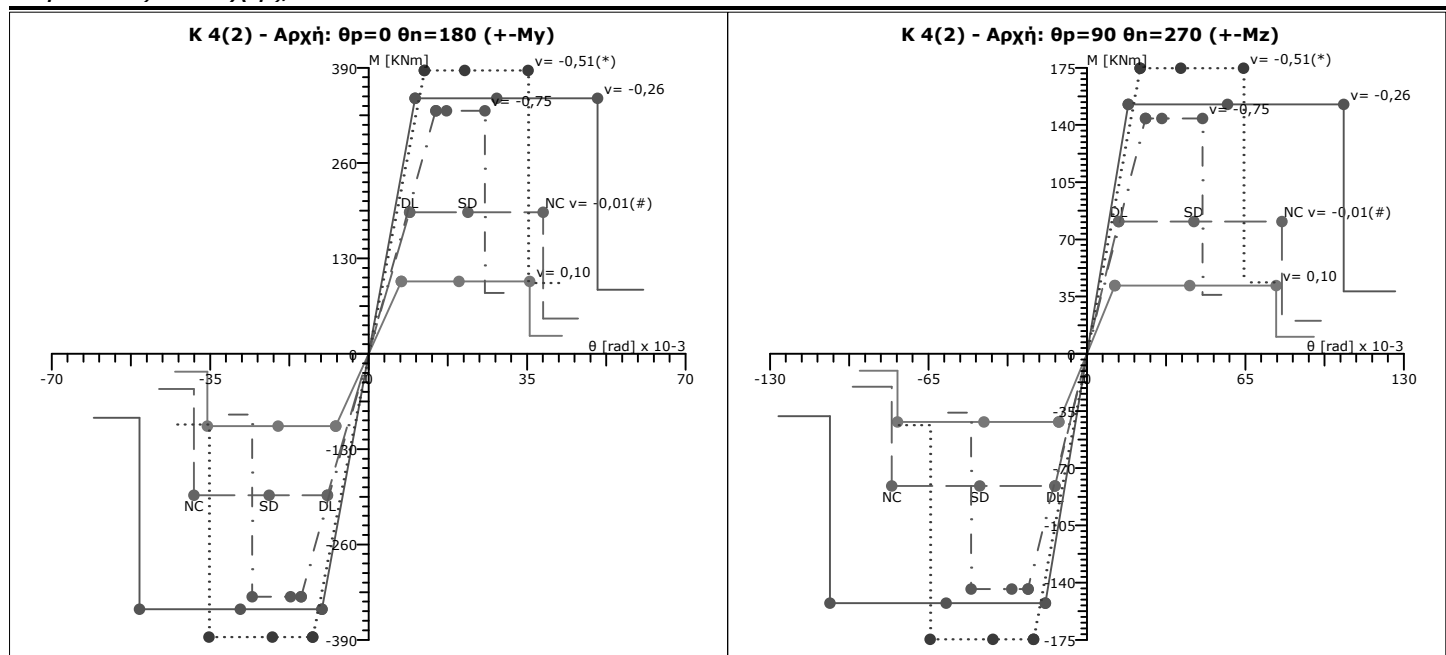 K 4(2) - Αρχή: θp=0 θn=180 (+-My)
M [KNm]
390
260
130
0
-130
-260
-390
-70
-35
0
35
70
θ [rad] x 10-3
v= -0,51(*)
v= -0,26
v= -0,75
DL
SD
NC v= -0,01(#)
v= 0,10
NC
SD
DL
K 4(2) - Αρχή: θp=90 θn=270 (+-Mz)
M [KNm]
175
140
105
70
35
0
-35
-70
-105
-140
-175
-130
-65
0
65
130
θ [rad] x 10-3
v= -0,51(*)
v= -0,26
v= -0,75
DL
SD
NC v= -0,01(#)
v= 0,10
NC
SD
DL